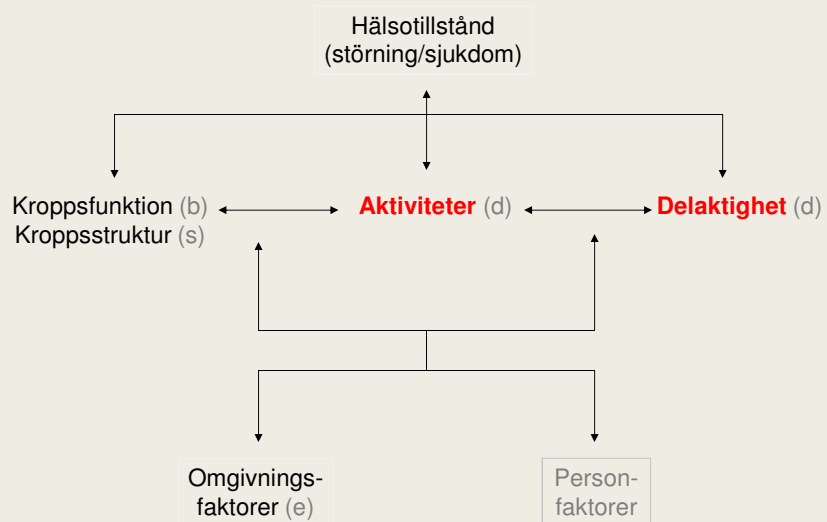 Hälsotillstånd
(störning/sjukdom)
Kroppsfunktion (b)
Kroppsstruktur (s)
Aktiviteter (d)
Delaktighet (d)
Omgivnings-
faktorer (e)
Person-
faktorer